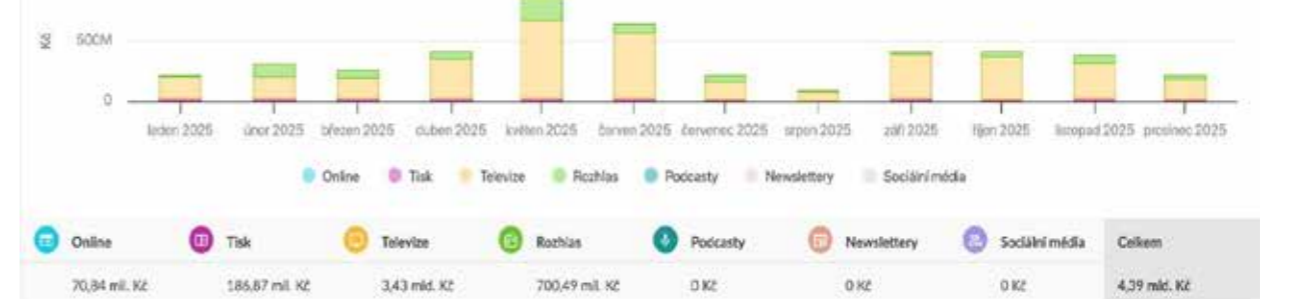 Kč
500M
0
leden 2025 únor 2025 březen 2025 duben 2025 květen 2025 červen 2025 červenec 2025 srpen 2025 září 2025 říjen 2025 listopad 2025 prosinec 2025
Online Tisk Televize Rozhlas Podcasty Newslettery Sociální média
Online Tisk Televize Rozhlas Podcasty Newslettery Sociální média Celkem
70,84 mil. Kč 186,87 mil. Kč 3,43 mld. Kč 700,49 mil. Kč 0 Kč 0 Kč 0 Kč 4,39 mld. Kč